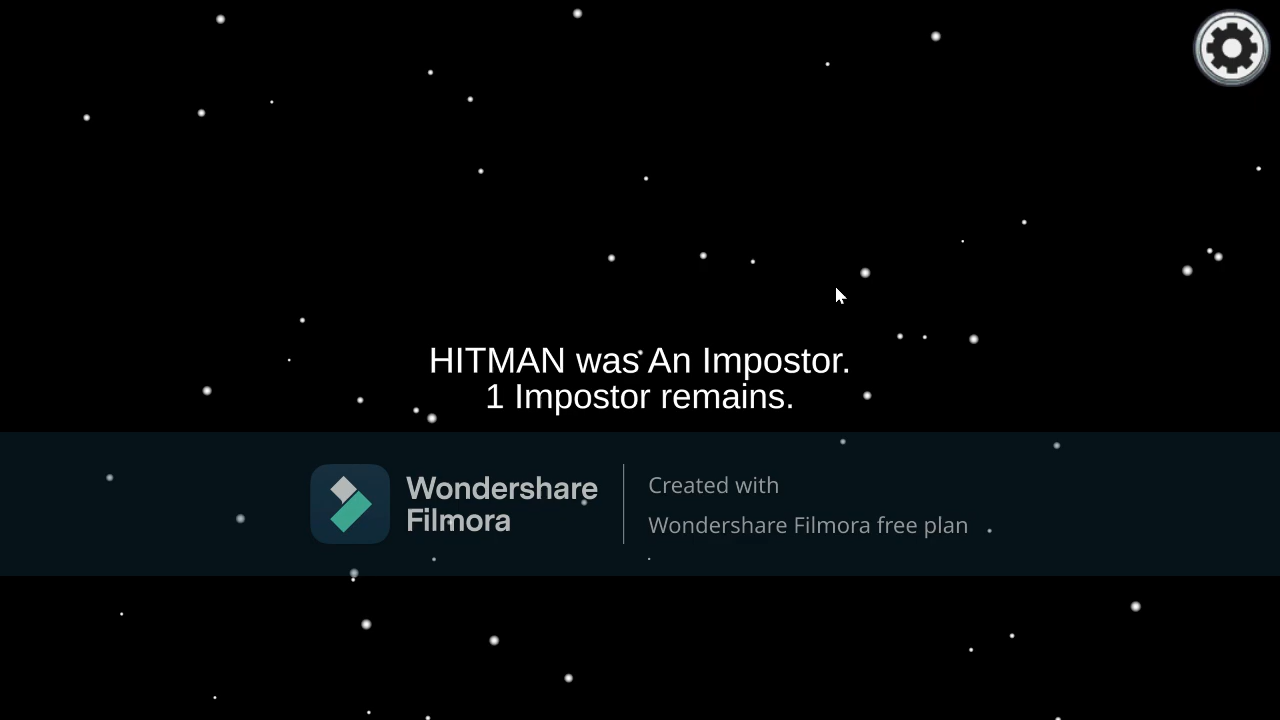 HITMAN was An Impostor.
1 Impostor remains.
Wondershare
Filmora
Created with
Wondershare Filmora free plan